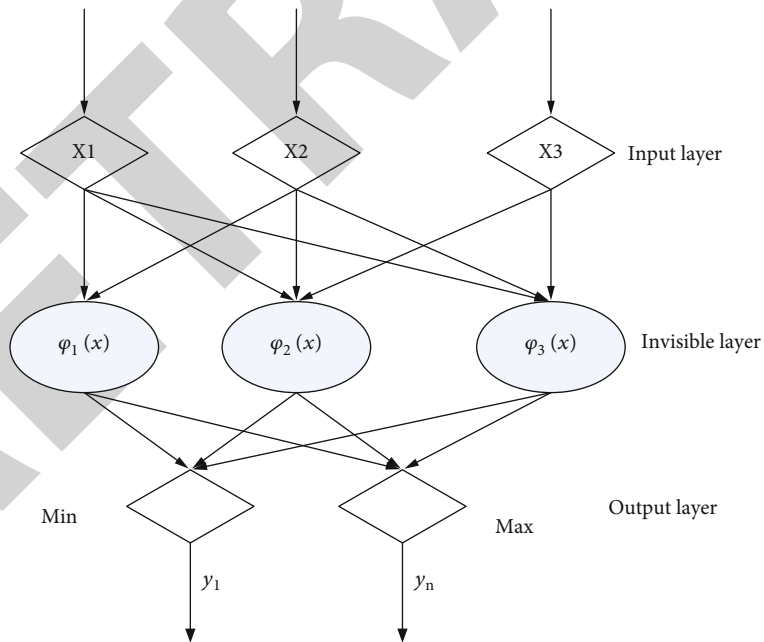 X1
X2
X3
Input layer
φ₁ (x)
φ₂ (x)
φ₃ (x)
Invisible layer
Min
Max
Output layer
y₁
yₙ